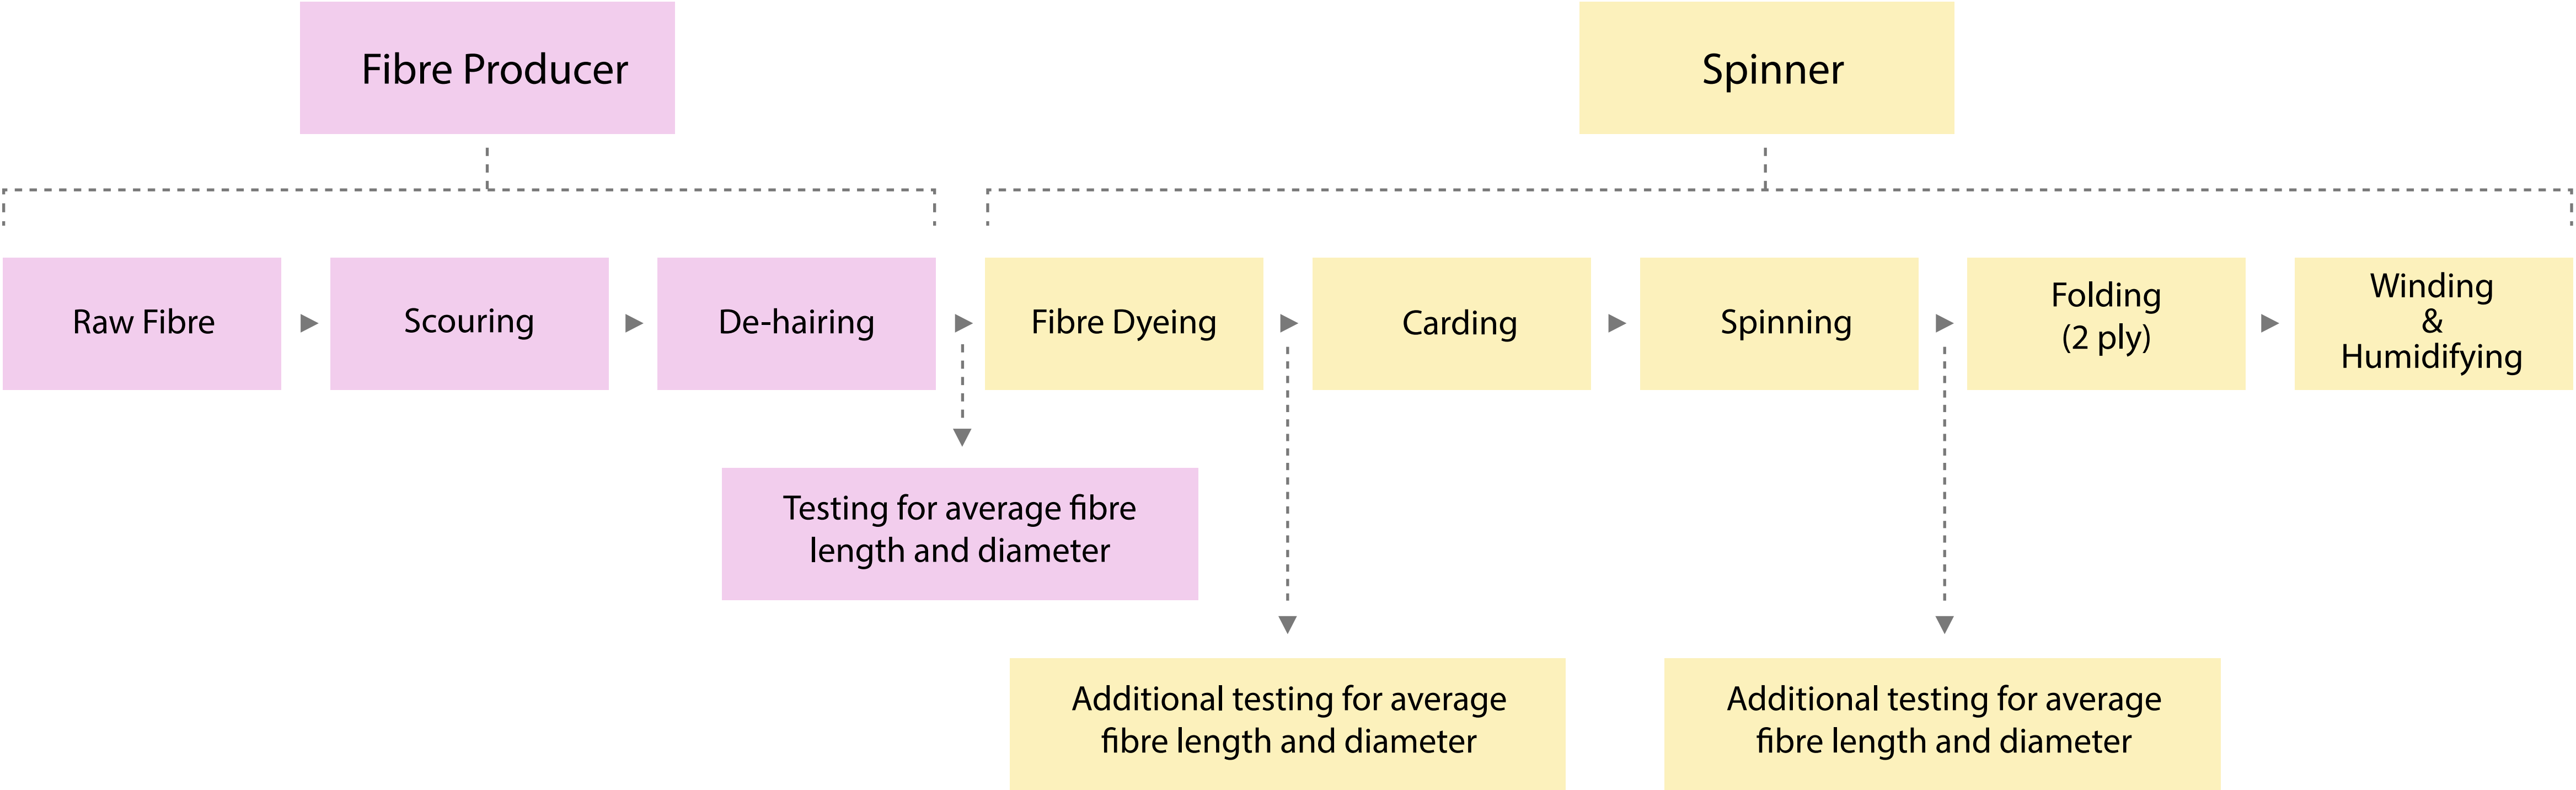 Fibre Producer
Spinner
Raw Fibre
Scouring
De-hairing
Fibre Dyeing
Carding
Spinning
Folding
(2 ply)
Winding
&
Humidifying
Testing for average fibre
length and diameter
Additional testing for average
fibre length and diameter
Additional testing for average
fibre length and diameter